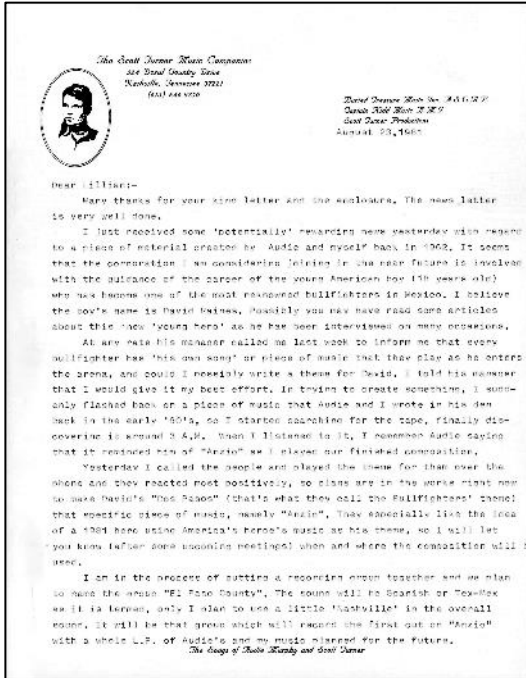 The Scott Turner Music Companies
Nashville, Tennessee 37221
Buried Treasure Music Div. A.S.C.A.P.
Captain Kidd Music B.M.I.
Scott Turner Productions
August 23, 1981
Dear Lillian:-
Many thanks for your kind letter and the enclosure. The news letter
is very well done.
I just received some 'potentially' rewarding news yesterday with regard
to a piece of material created by Audie and myself back in 1962. It seems
that the corporation I am considering joining in the near future is involved
with the guidance of the career of the young American boy (18 years old)
who has become one of the most renowned bullfighters in Mexico. I believe
the boy's name is David Raines. Possibly you may have read some articles
about this 'new 'young hero' as he has been interviewed on many occasions.
At any rate his manager called me last week to inform me that every
bullfighter has 'his own song' or piece of music that they play as he enters
the arena, and could I possibly write a theme for David. I told his manager
that I would give it my best effort. In trying to create something, I sudd-
enly flashed back on a piece of music that Audie and I wrote in his den
back in the early '60's, so I started searching for the tape, finally dis-
covering it around 3 A.M. When I listened to it, I remember Audie saying
that it reminded him of "Anzio" as I played our finished composition.
Yesterday I called the people and played the theme for them over the
phone and they reacted most positively, so plans are in the works right now
to make David's (that's what they call the Bullfighters' theme)
that specific piece of music, namely "Anzio". They especially like the idea
of a 1981 hero using America's heroe's music as his theme, so I will let
you know (after some upcoming meetings) when and where the composition will
used.
I am in the process of putting a recording group together and we plan
to name the group "El Paso County". The sound will be Spanish or Tex-Mex
as it is termed, only I plan to use a little 'Nashville' in the overall
sound. It will be that group which will record the first cut on "Anzio"
with a whole L.P. of Audie's and my music planned for the future.
The Songs of Audie Murphy and Scott Turner